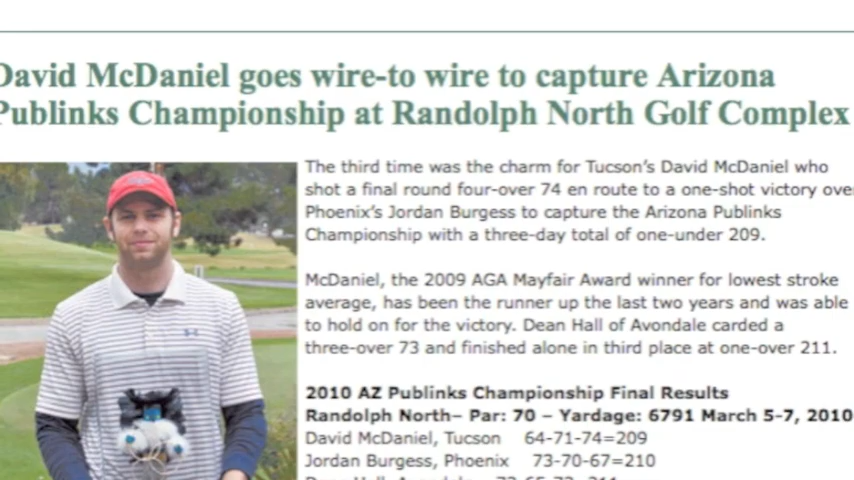 David McDaniel goes wire-to wire to capture Arizona
Publinks Championship at Randolph North Golf Complex
The third time was the charm for Tucson's David McDaniel who
shot a final round four-over 74 en route to a one-shot victory over
Phoenix's Jordan Burgess to capture the Arizona Publinks
Championship with a three-day total of one-under 209.
McDaniel, the 2009 AGA Mayfair Award winner for lowest stroke
average, has been the runner up the last two years and was able
to hold on for the victory. Dean Hall of Avondale carded a
three-over 73 and finished alone in third place at one-over 211.
2010 AZ Publinks Championship Final Results
Randolph North– Par: 70 – Yardage: 6791 March 5-7, 2010
David McDaniel, Tucson 64-71-74=209
Jordan Burgess, Phoenix 73-70-67=210